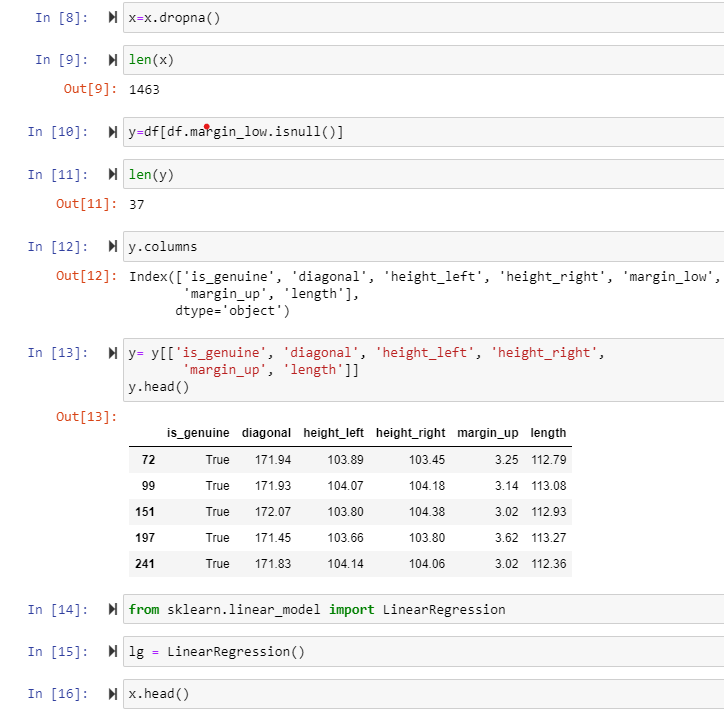 In [8]: x=x.dropna()
In [9]: len(x)
Out[9]: 1463
In [10]: y=df[df.margin_low.isnull()]
In [11]: len(y)
Out[11]: 37
In [12]: y.columns
Out[12]: Index(['is_genuine', 'diagonal', 'height_left', 'height_right', 'margin_low',
'margin_up', 'length'],
dtype='object')
In [13]: y= y[['is_genuine', 'diagonal', 'height_left', 'height_right',
'margin_up', 'length']]
y.head()
Out[13]:
is_genuine diagonal height_left height_right margin_up length
72 True 171.94 103.89 103.45 3.25 112.79
99 True 171.93 104.07 104.18 3.14 113.08
151 True 172.07 103.80 104.38 3.02 112.93
197 True 171.45 103.66 103.80 3.62 113.27
241 True 171.83 104.14 104.06 3.02 112.36
In [14]: from sklearn.linear_model import LinearRegression
In [15]: lg = LinearRegression()
In [16]: x.head()